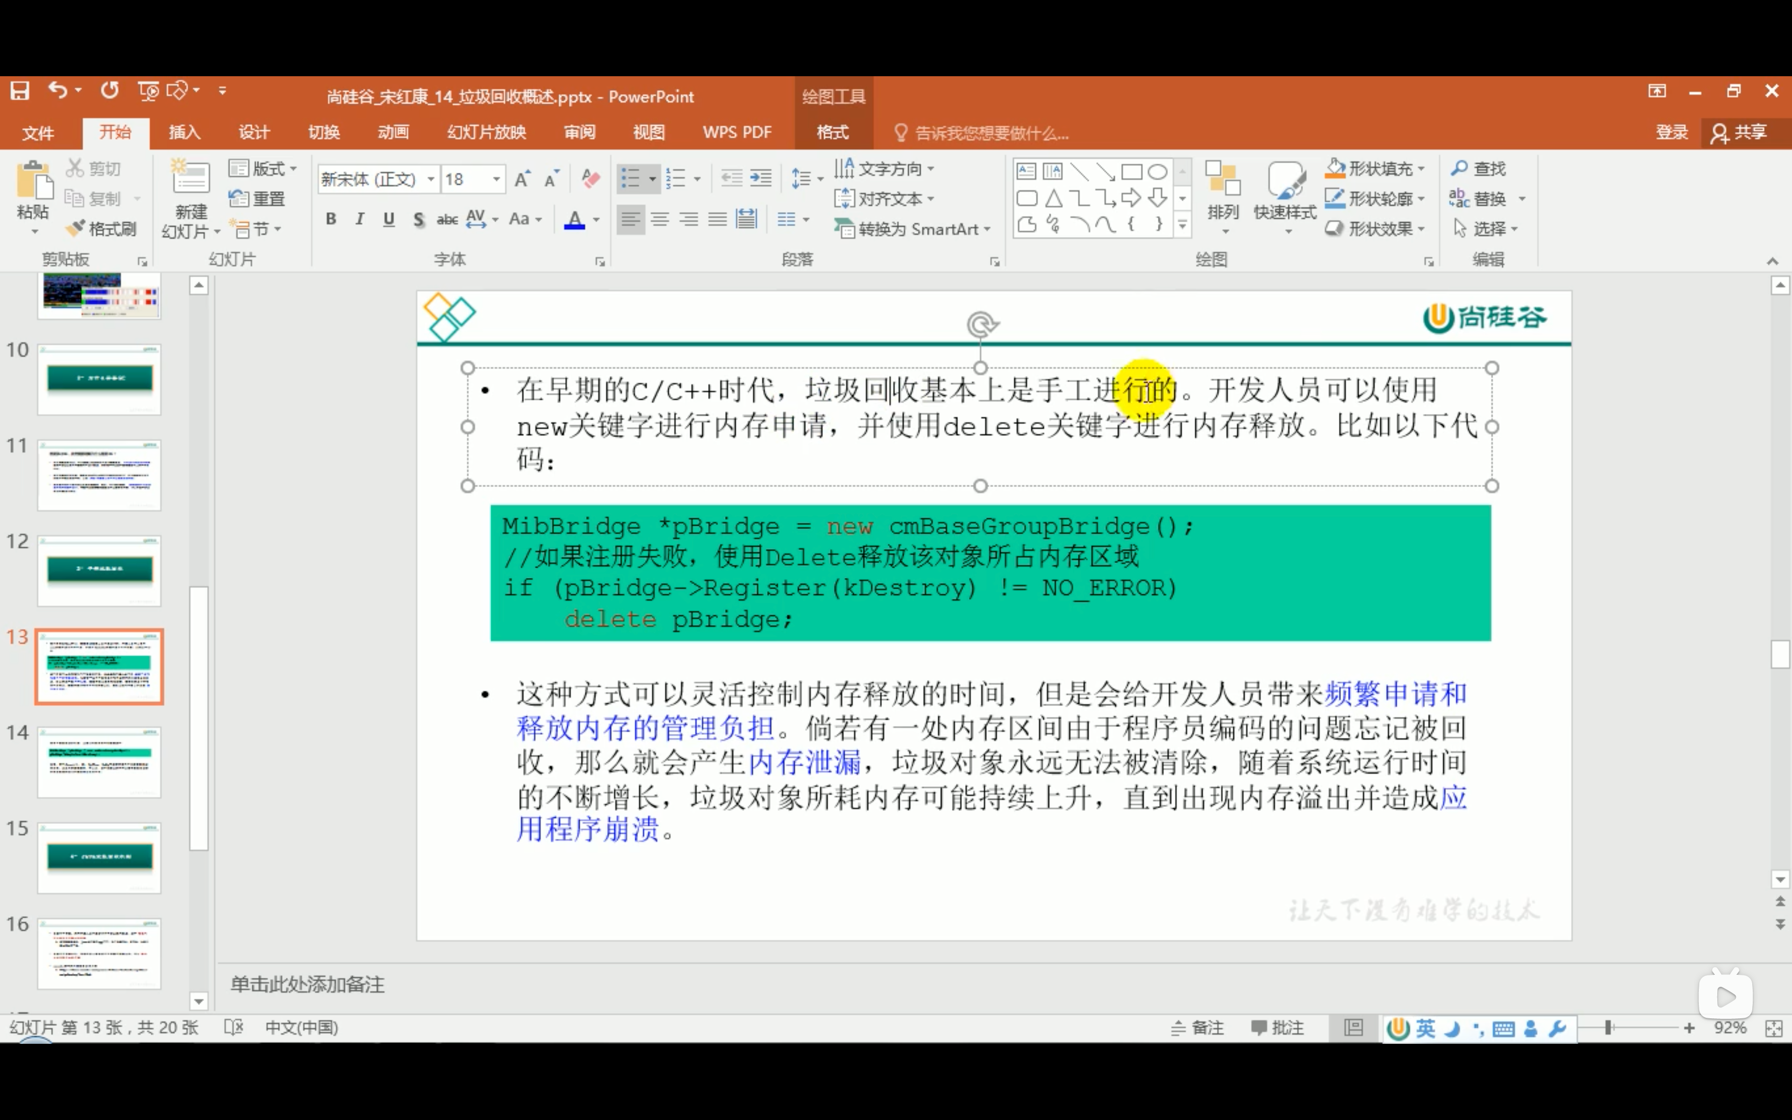 尚硅谷_宋红康_14_垃圾回收概述.pptx - PowerPoint
绘图工具
文件 开始 插入 设计 切换 动画 幻灯片放映 审阅 视图 WPS PDF 格式 告诉我您想要做什么... 登录 共享
粘贴
剪切
复制
格式刷
剪贴板
新建
幻灯片
版式
重置
节
幻灯片
新宋体 (正文) 18
B I U S abc AV Aa A
字体
段落
文字方向
对齐文本
转换为 SmartArt
排列
快速样式
形状填充
形状轮廓
形状效果
绘图
查找
替换
选择
编辑
10
11
12
13
14
15
16
尚硅谷
• 在早期的C/C++时代，垃圾回收基本上是手工进行的。开发人员可以使用
new关键字进行内存申请，并使用delete关键字进行内存释放。比如以下代
码：
MibBridge *pBridge = new cmBaseGroupBridge();
//如果注册失败，使用Delete释放该对象所占内存区域
if (pBridge->Register(kDestroy) != NO_ERROR)
delete pBridge;
• 这种方式可以灵活控制内存释放的时间，但是会给开发人员带来频繁申请和
释放内存的管理负担。倘若有一处内存区间由于程序员编码的问题忘记被回
收，那么就会产生内存泄漏，垃圾对象永远无法被清除，随着系统运行时间
的不断增长，垃圾对象所耗内存可能持续上升，直到出现内存溢出并造成应
用程序崩溃。
让天下没有难学的技术
单击此处添加备注
幻灯片 第 13 张，共 20 张 中文(中国) 备注 批注 英 92%